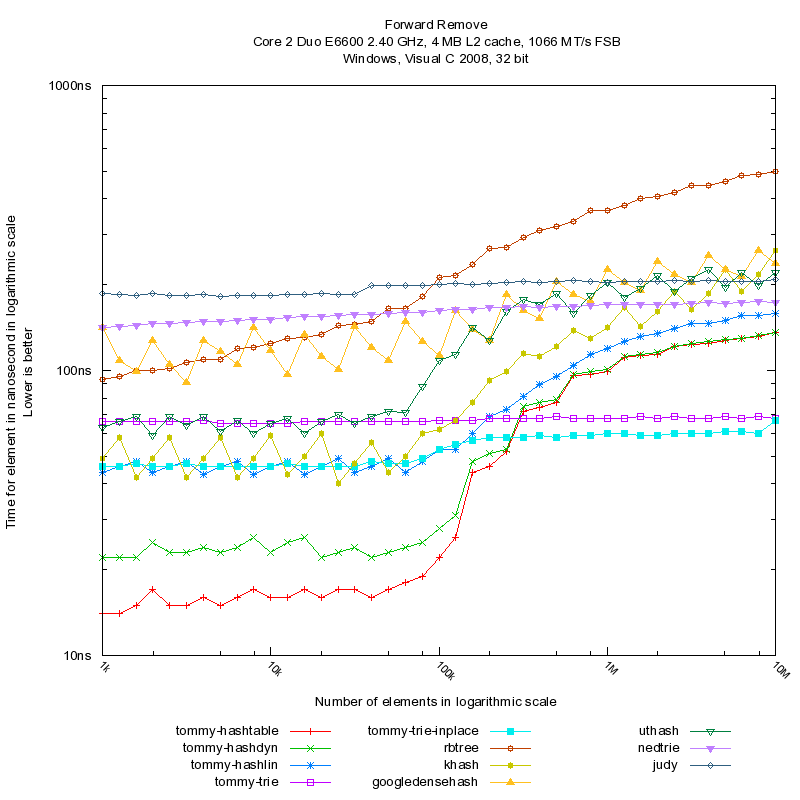 Forward Remove
Core 2 Duo E6600 2.40 GHz, 4 MB L2 cache, 1066 MT/s FSB
Windows, Visual C 2008, 32 bit
1000ns
100ns
10ns
Time for element in nanosecond in logarithmic scale
Lower is better
1k
10k
100k
1M
10M
Number of elements in logarithmic scale
tommy-hashtable
tommy-hashdyn
tommy-hashlin
tommy-trie
tommy-trie-inplace
rbtree
khash
googledensehash
uthash
nedtrie
judy